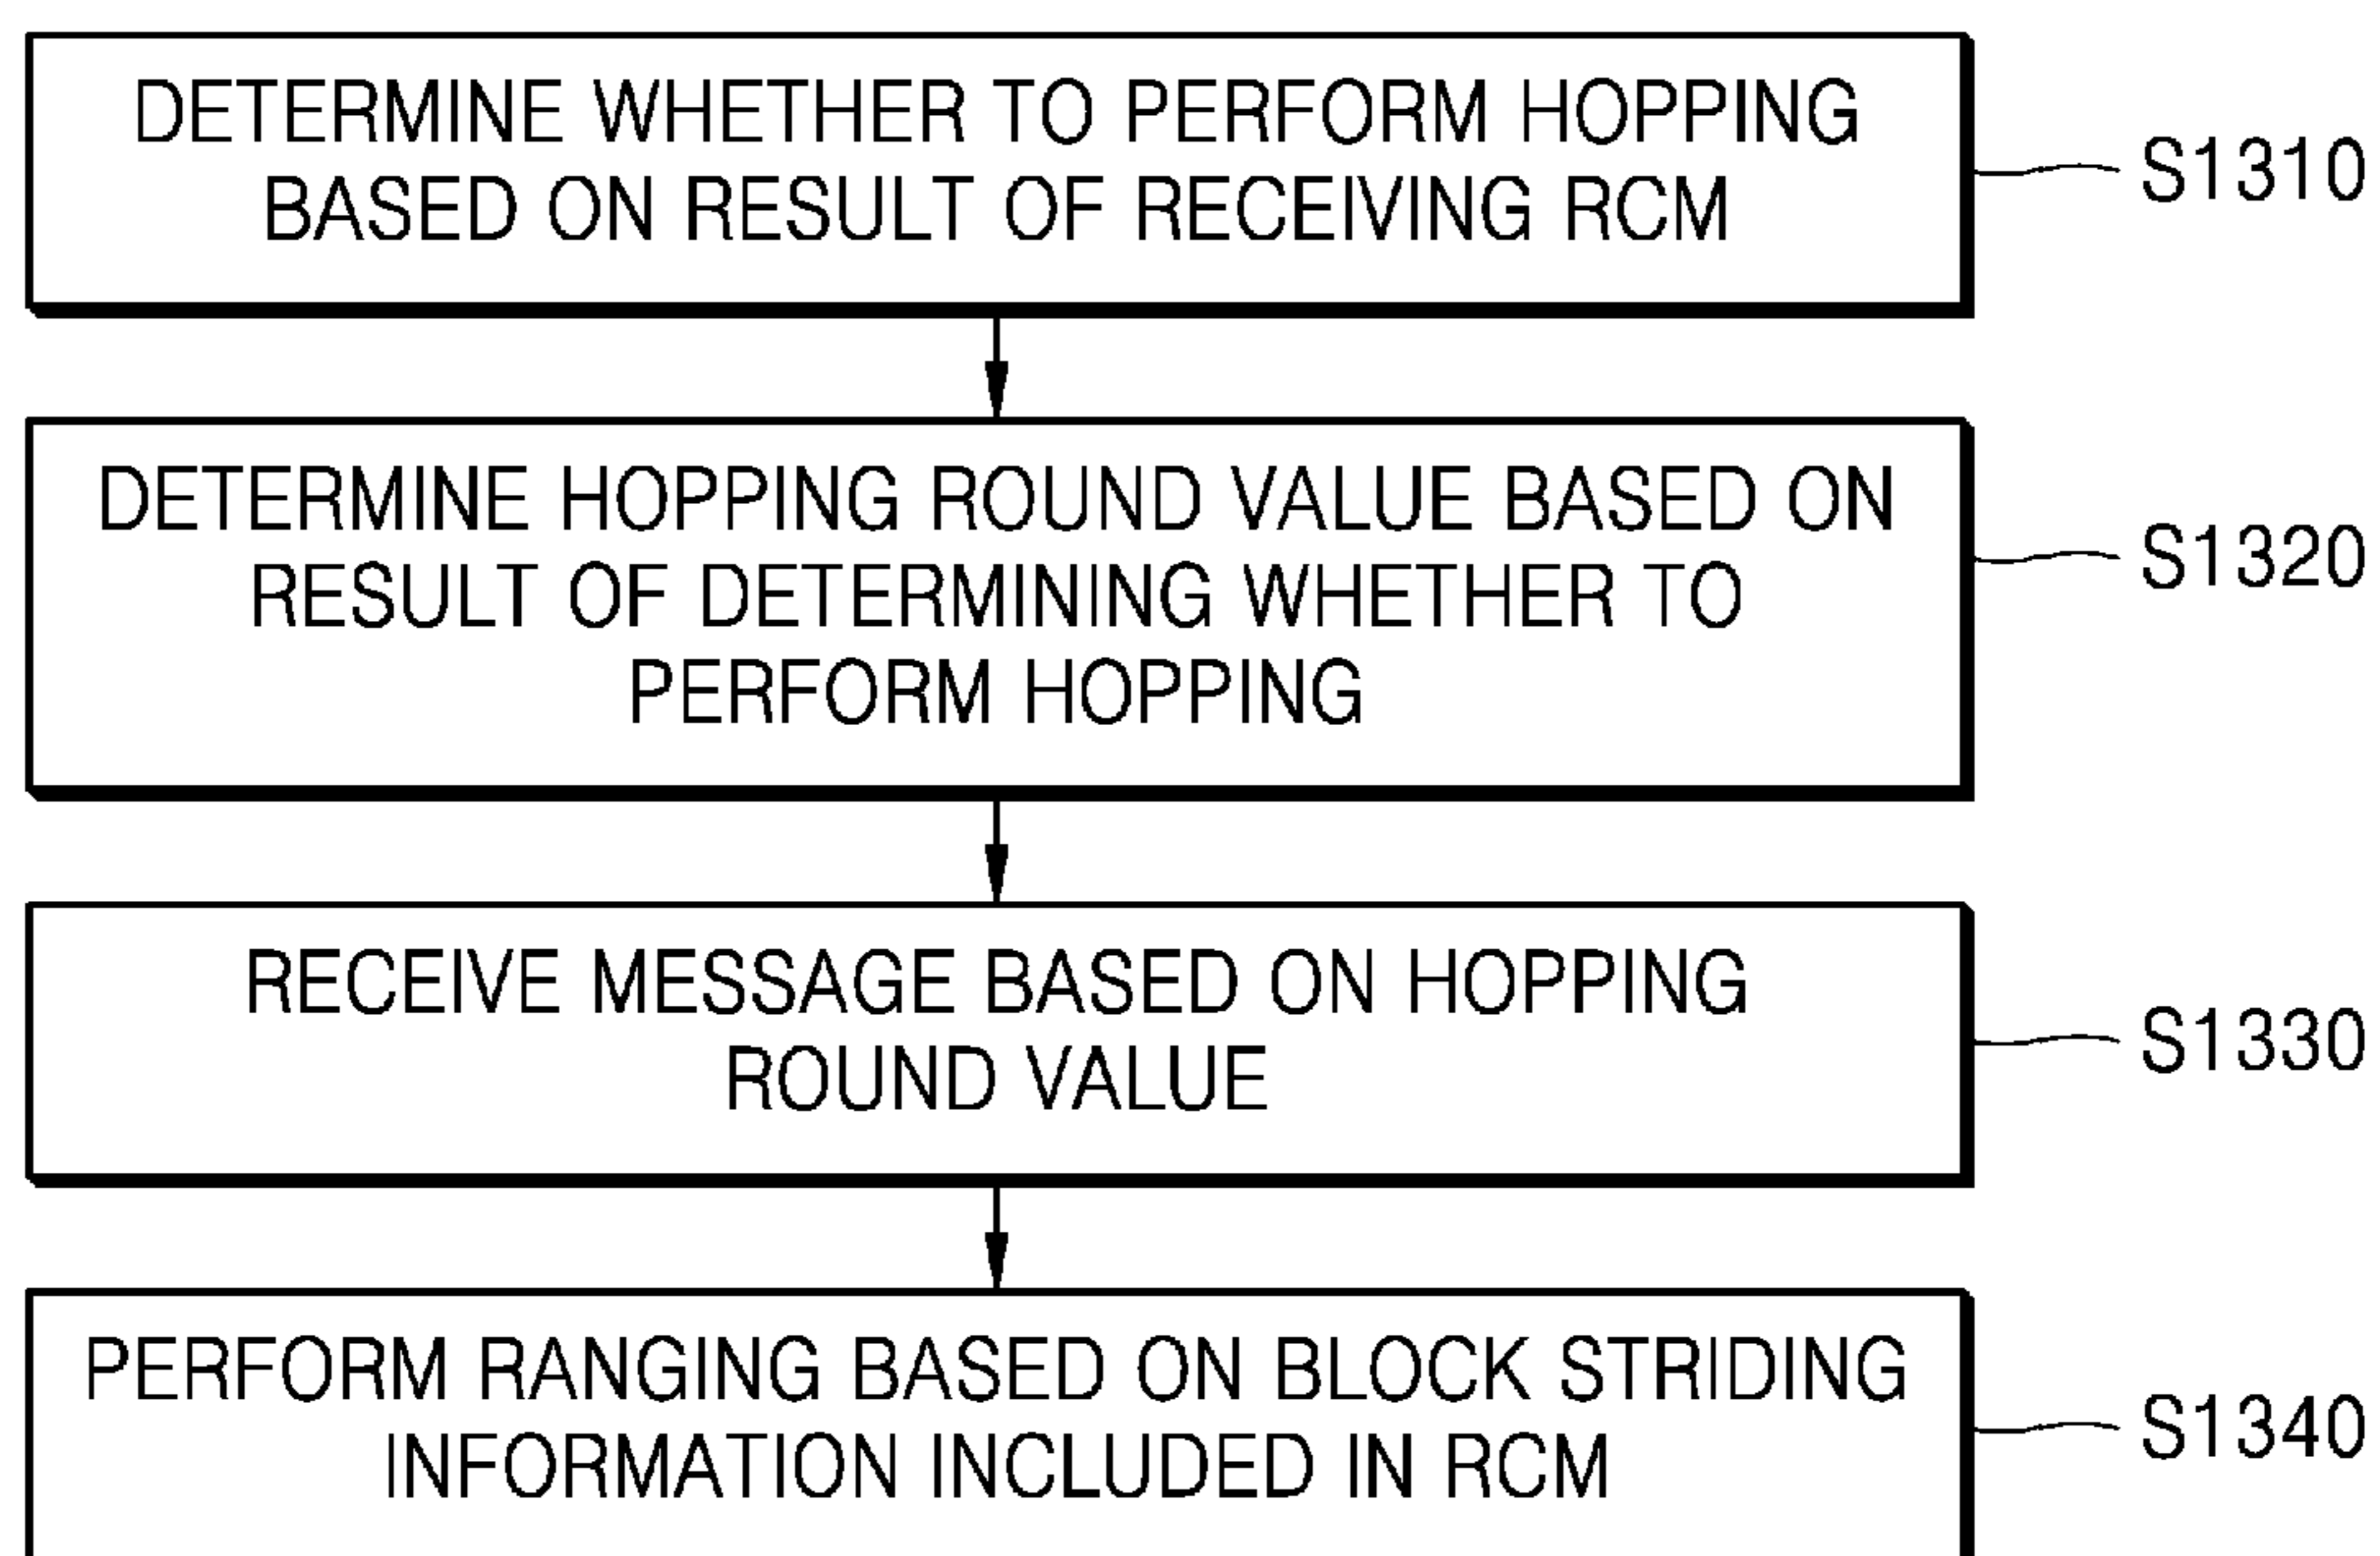 DETERMINE WHETHER TO PERFORM HOPPING
BASED ON RESULT OF RECEIVING RCM
S1310
DETERMINE HOPPING ROUND VALUE BASED ON
RESULT OF DETERMINING WHETHER TO
PERFORM HOPPING
S1320
RECEIVE MESSAGE BASED ON HOPPING
ROUND VALUE
S1330
PERFORM RANGING BASED ON BLOCK STRIDING
INFORMATION INCLUDED IN RCM
S1340